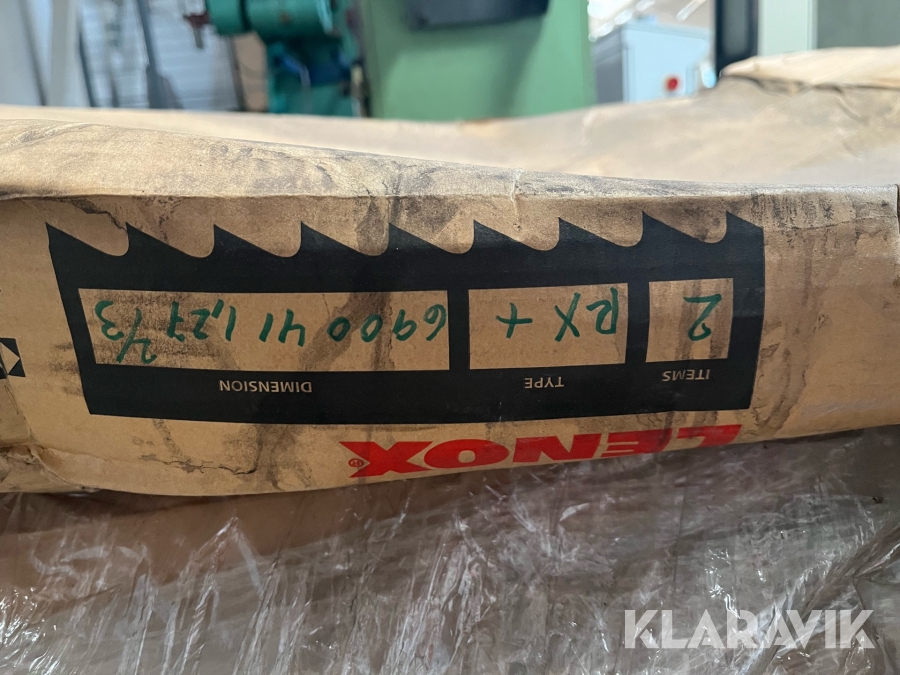 LENOX®
ITEMS TYPE DIMENSION
2 RX+ 6900 41 1,27 2/3
KLARAVIK